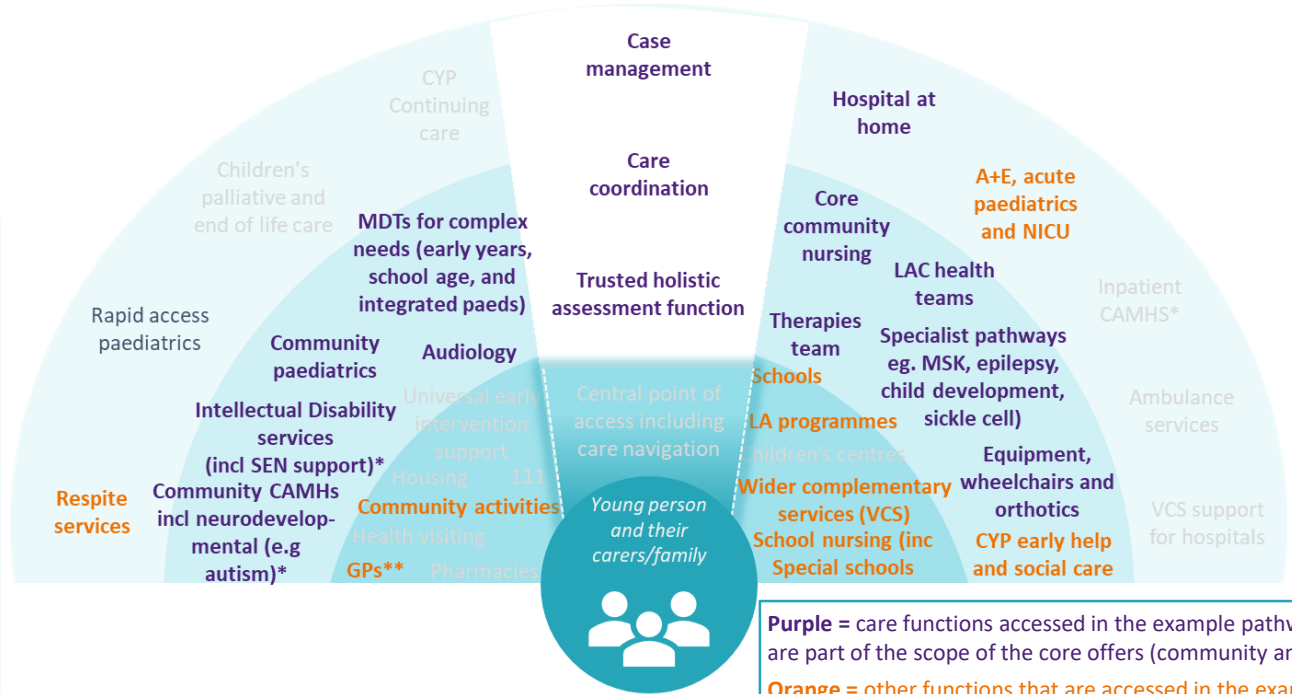 Case
management
CYP
Continuing
care
Hospital at
home
Children's
palliative and
end of life care
Care
coordination
A+E, acute
paediatrics
and NICU
MDTs for complex
needs (early years,
school age, and
integrated paeds)
Core
community
nursing
LAC health
teams
Trusted holistic
assessment function
Inpatient
CAMHS*
Rapid access
paediatrics
Community
paediatrics
Audiology
Therapies
team
Specialist pathways
eg. MSK, epilepsy,
child development,
sickle cell)
Schools
Universal early
intervention
support
Central point of
access including
care navigation
LA programmes
Ambulance
services
Intellectual Disability
services
(incl SEN support)*
Children's centres
Housing 111
Equipment,
wheelchairs and
orthotics
Respite
services
Community CAMHs
incl neurodevelop-
mental (e.g
autism)*
Community activities
Health visiting
GPs** Pharmacies
Young person
and their
carers/family
Wider complementary
services (VCS)
School nursing (inc
Special schools
CYP early help
and social care
VCS support
for hospitals
Purple = care functions accessed in the example pathw
are part of the scope of the core offers (community an
Orange = other functions that are accessed in the exam